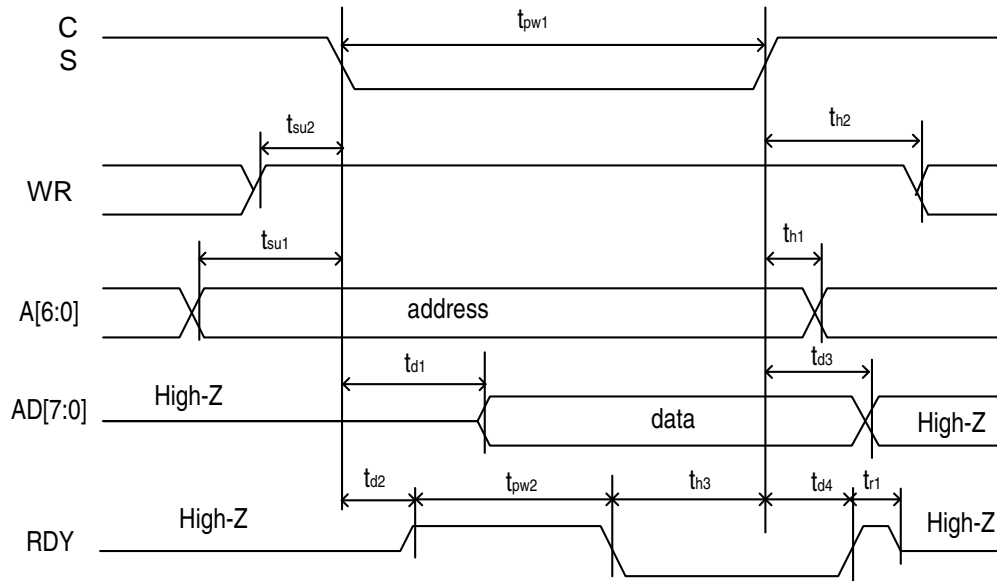 C
S
tpw1
tsu2
th2
WR
tsu1
th1
A[6:0]
address
td1
td3
AD[7:0]
High-Z
data
High-Z
td2
tpw2
th3
td4
tr1
RDY
High-Z
High-Z